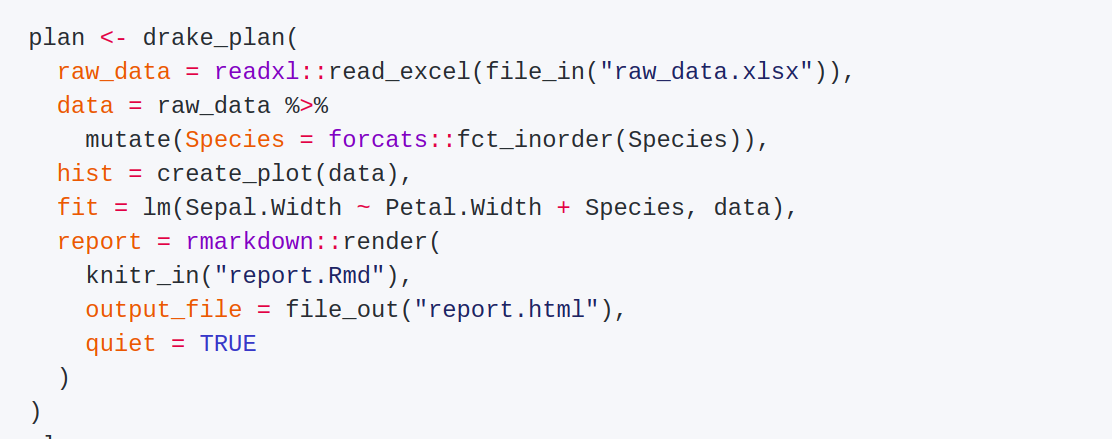 plan <- drake_plan(
  raw_data = readxl::read_excel(file_in("raw_data.xlsx")),
  data = raw_data %>%
    mutate(Species = forcats::fct_inorder(Species)),
  hist = create_plot(data),
  fit = lm(Sepal.Width ~ Petal.Width + Species, data),
  report = rmarkdown::render(
    knitr_in("report.Rmd"),
    output_file = file_out("report.html"),
    quiet = TRUE
  )
)